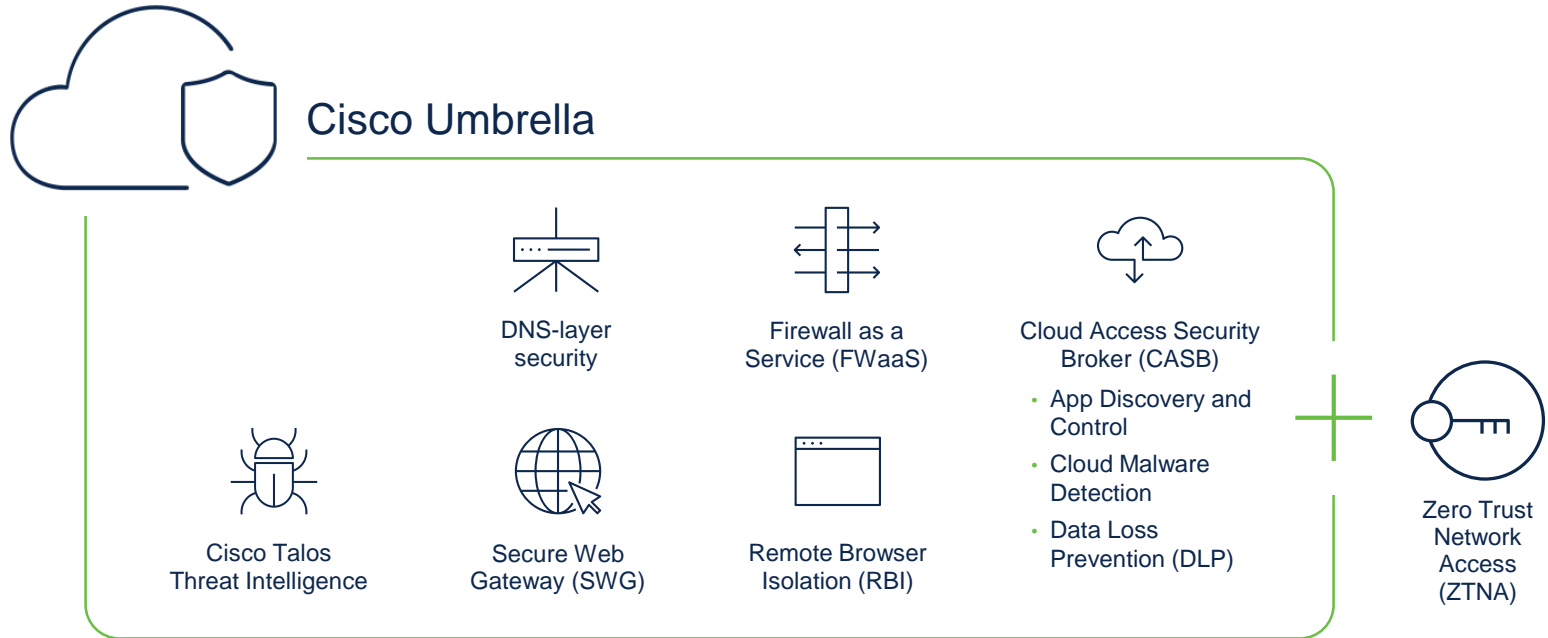 Cisco Umbrella
DNS-layer
security
Firewall as a
Service (FWaaS)
Cloud Access Security
Broker (CASB)
• App Discovery and
Control
• Cloud Malware
Detection
• Data Loss
Prevention (DLP)
Cisco Talos
Threat Intelligence
Secure Web
Gateway (SWG)
Remote Browser
Isolation (RBI)
Zero Trust
Network
Access
(ZTNA)